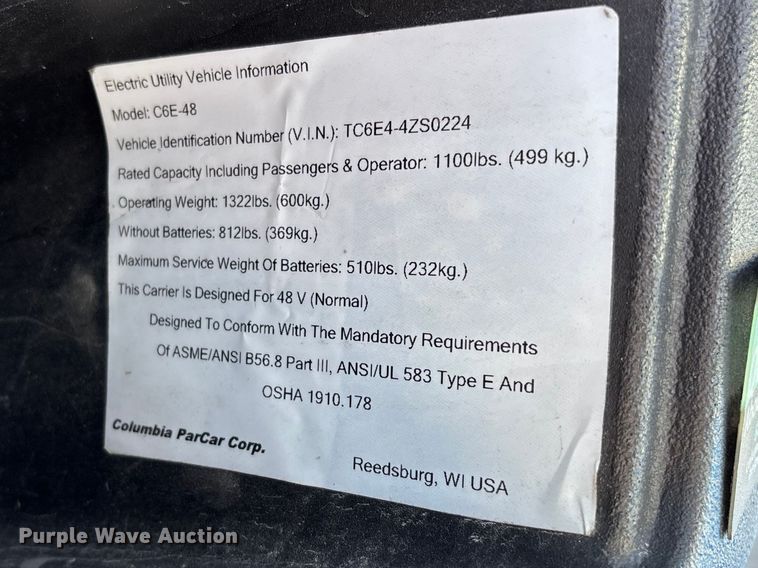 Electric Utility Vehicle Information
Model: C6E-48
Vehicle Identification Number (V.I.N.): TC6E4-4ZS0224
Rated Capacity Including Passengers & Operator: 1100lbs. (499 kg.)
Operating Weight: 1322lbs. (600kg.)
Without Batteries: 812lbs. (369kg.)
Maximum Service Weight Of Batteries: 510lbs. (232kg.)
This Carrier Is Designed For 48 V (Normal)
Designed To Conform With The Mandatory Requirements
Of ASME/ANSI B56.8 Part III, ANSI/UL 583 Type E And
OSHA 1910.178
Columbia ParCar Corp.
Reedsburg, WI USA
Purple Wave Auction